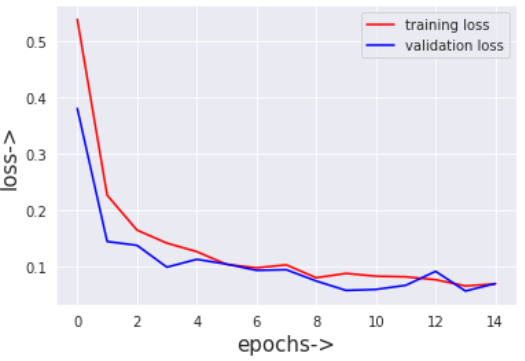 training loss
validation loss
0.5
0.4
0.3
0.2
0.1
loss->
0 2 4 6 8 10 12 14
epochs->